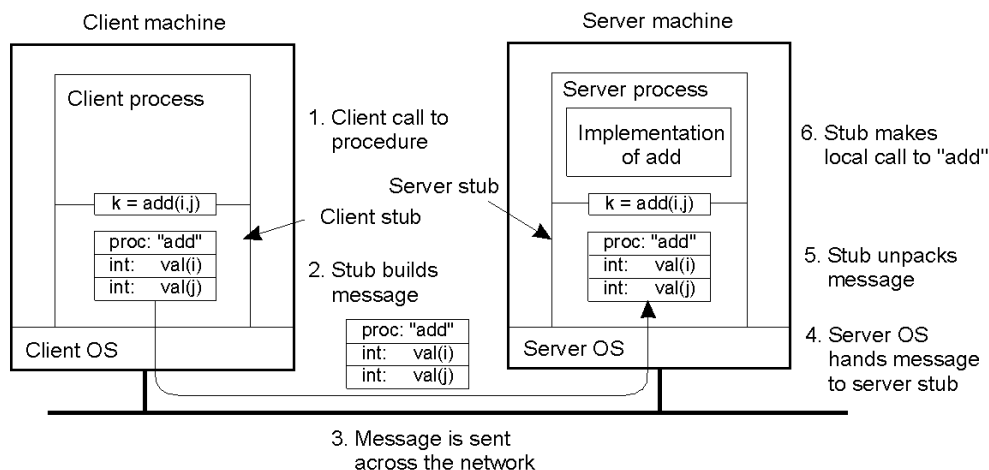 Client machine
Server machine
Client process
1. Client call to
procedure
k = add(i,j)
Client stub
proc: "add"
int: val(i)
int: val(j)
2. Stub builds
message
proc: "add"
int: val(i)
int: val(j)
Client OS
3. Message is sent
across the network
Server process
Implementation
of add
Server stub
k = add(i,j)
proc: "add"
int: val(i)
int: val(j)
Server OS
6. Stub makes
local call to "add"
5. Stub unpacks
message
4. Server OS
hands message
to server stub